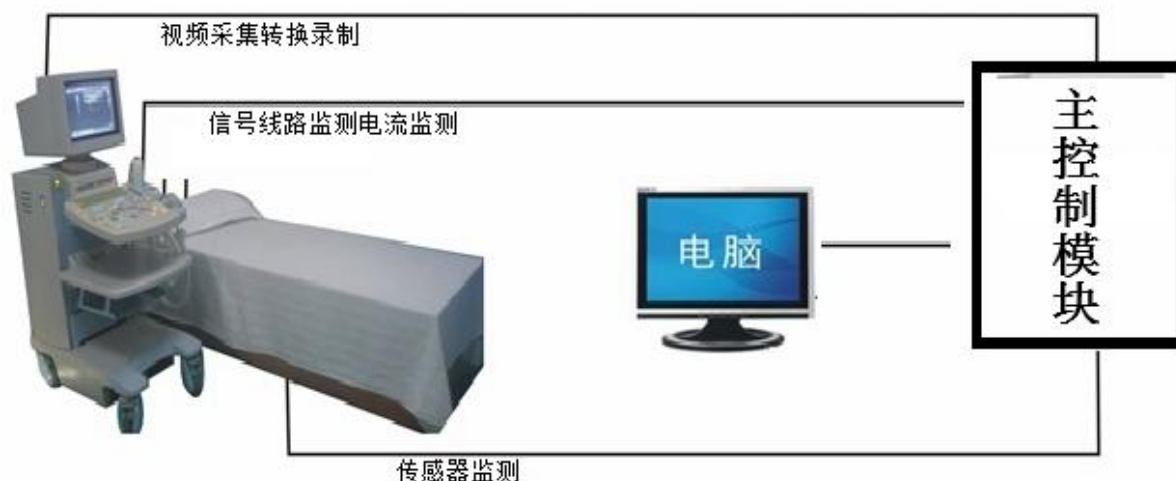 视频采集转换录制
信号线路监测电流监测
主控制模块
电脑
传感器监测